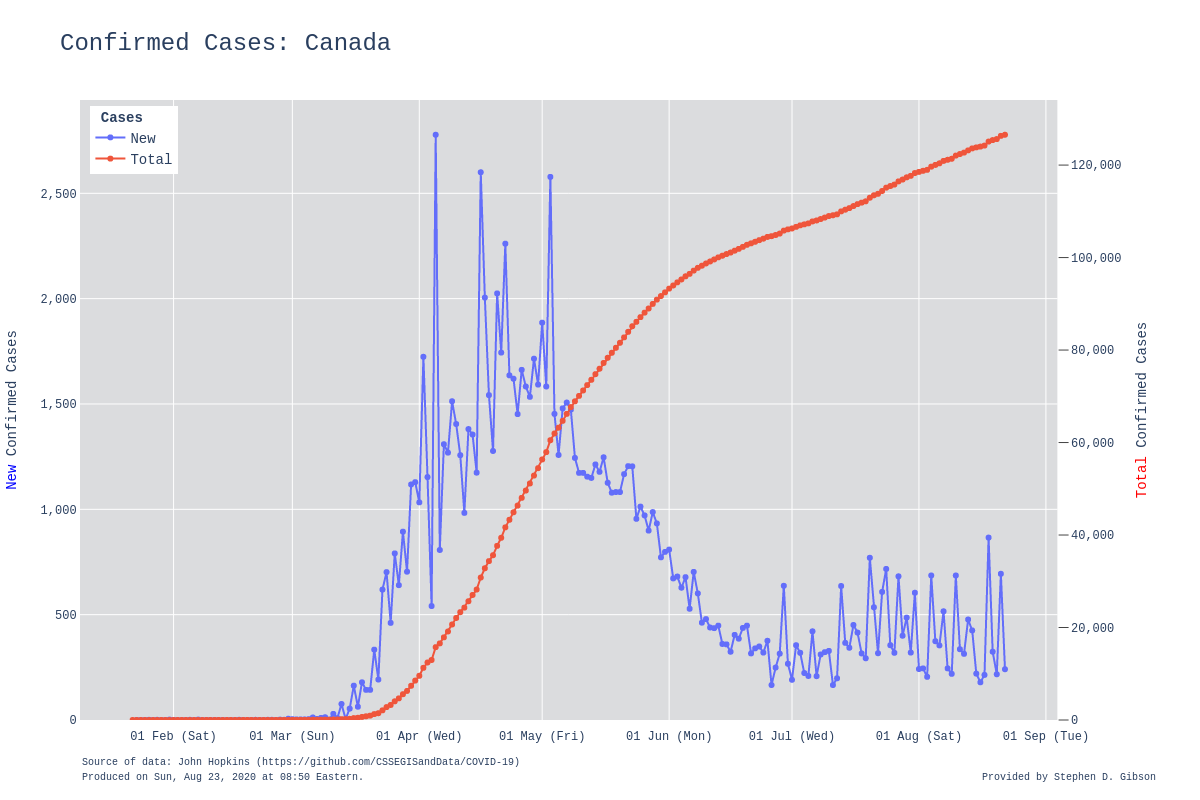 Confirmed Cases: Canada
Cases
New
Total
2,500
2,000
1,500
1,000
500
0
120,000
100,000
80,000
60,000
40,000
20,000
0
New Confirmed Cases
Total Confirmed Cases
01 Feb (Sat) 01 Mar (Sun) 01 Apr (Wed) 01 May (Fri) 01 Jun (Mon) 01 Jul (Wed) 01 Aug (Sat) 01 Sep (Tue)
Source of data: John Hopkins (https://github.com/CSSEGISandData/COVID-19)
Produced on Sun, Aug 23, 2020 at 08:50 Eastern.
Provided by Stephen D. Gibson